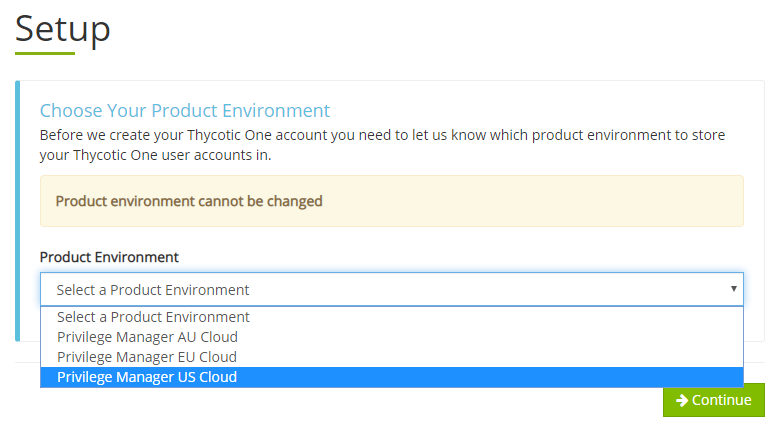 Setup
Choose Your Product Environment
Before we create your Thycotic One account you need to let us know which product environment to store
your Thycotic One user accounts in.
Product environment cannot be changed
Product Environment
Select a Product Environment
Select a Product Environment
Privilege Manager AU Cloud
Privilege Manager EU Cloud
Privilege Manager US Cloud
Continue